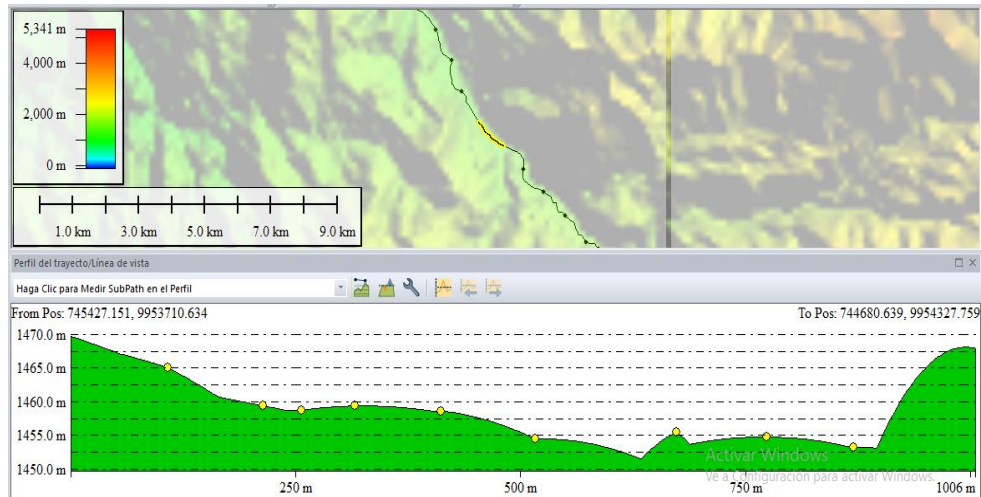 5,341 m
4,000 m
2,000 m
0 m
1.0 km 3.0 km 5.0 km 7.0 km 9.0 km
Perfil del trayecto/Línea de vista
Haga Clic para Medir SubPath en el Perfil
From Pos: 745427.151, 9953710.634 To Pos: 744680.639, 9954327.759
1470.0 m
1465.0 m
1460.0 m
1455.0 m
1450.0 m
Activar Windows
Ve a Configuración para activar Windows.
250 m 500 m 750 m 1006 m